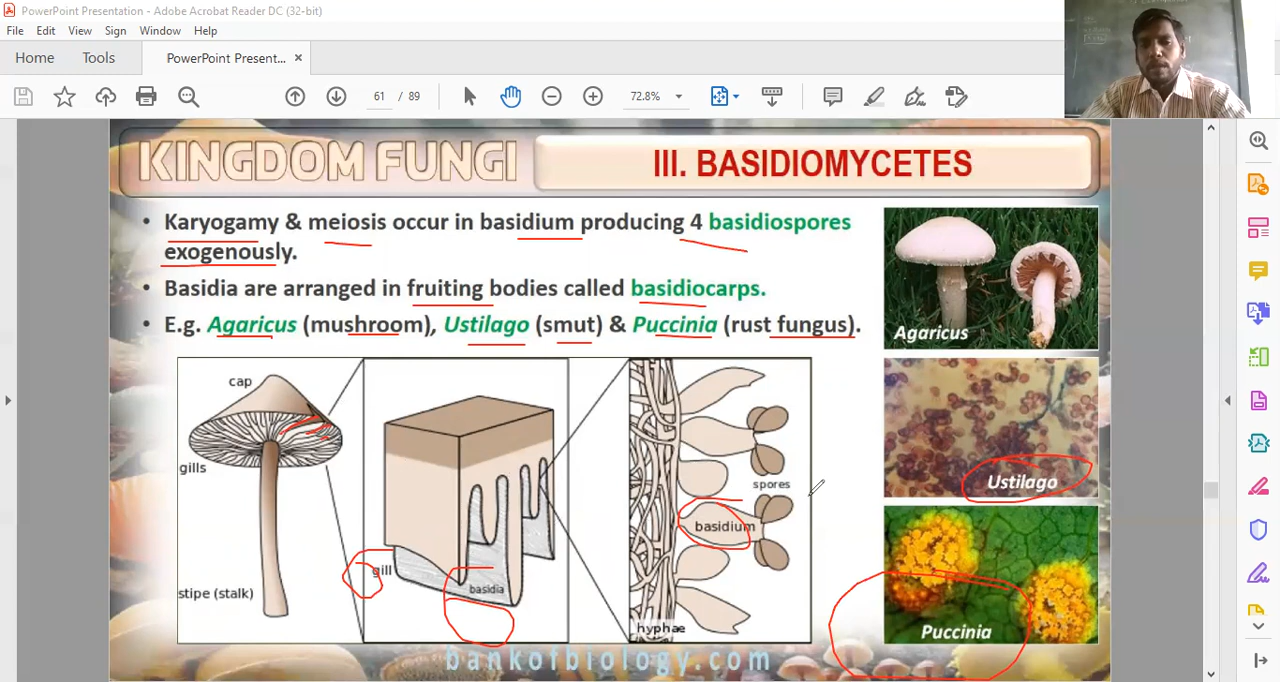 PowerPoint Presentation - Adobe Acrobat Reader DC (32-bit)
File Edit View Sign Window Help
Home Tools PowerPoint Present... ×
61 / 89 72.8%
KINGDOM FUNGI
III. BASIDIOMYCETES
• Karyogamy & meiosis occur in basidium producing 4 basidiospores
exogenously.
• Basidia are arranged in fruiting bodies called basidiocarps.
• E.g. Agaricus (mushroom), Ustilago (smut) & Puccinia (rust fungus).
Agaricus
cap
gills
stipe (stalk)
gill
basidia
spores
basidium
hyphae
Ustilago
Puccinia
bankofbiology.com